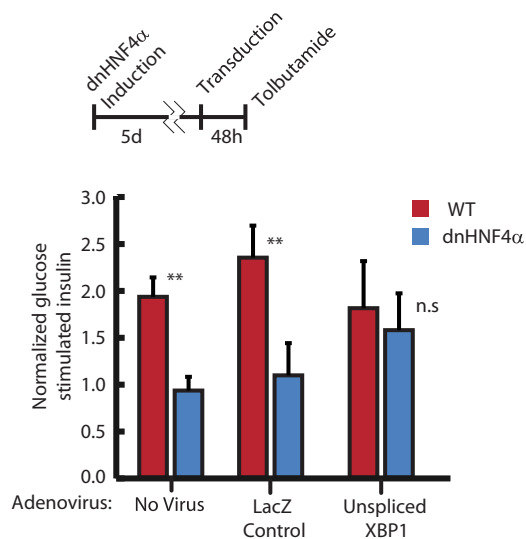 dnHNF4α
Induction
Transduction
Tolbutamide
5d
48h
Normalized glucose
stimulated insulin
3.0
2.5
2.0
1.5
1.0
0.5
0.0
**
**
n.s
WT
dnHNF4α
Adenovirus:
No Virus
LacZ
Control
Unspliced
XBP1